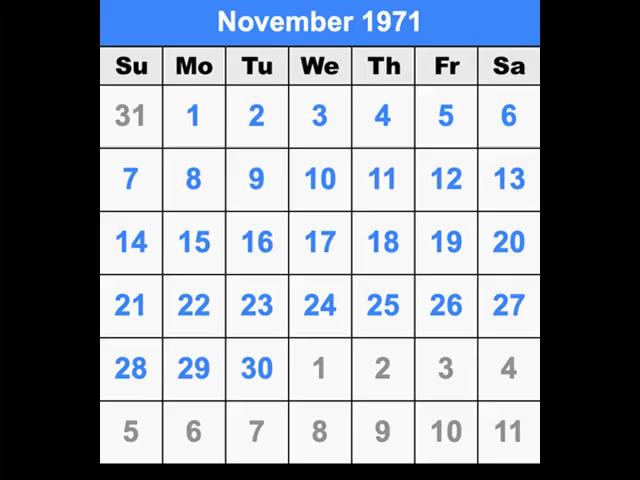 November 1971
Su Mo Tu We Th Fr Sa
31 1 2 3 4 5 6
7 8 9 10 11 12 13
14 15 16 17 18 19 20
21 22 23 24 25 26 27
28 29 30 1 2 3 4
5 6 7 8 9 10 11